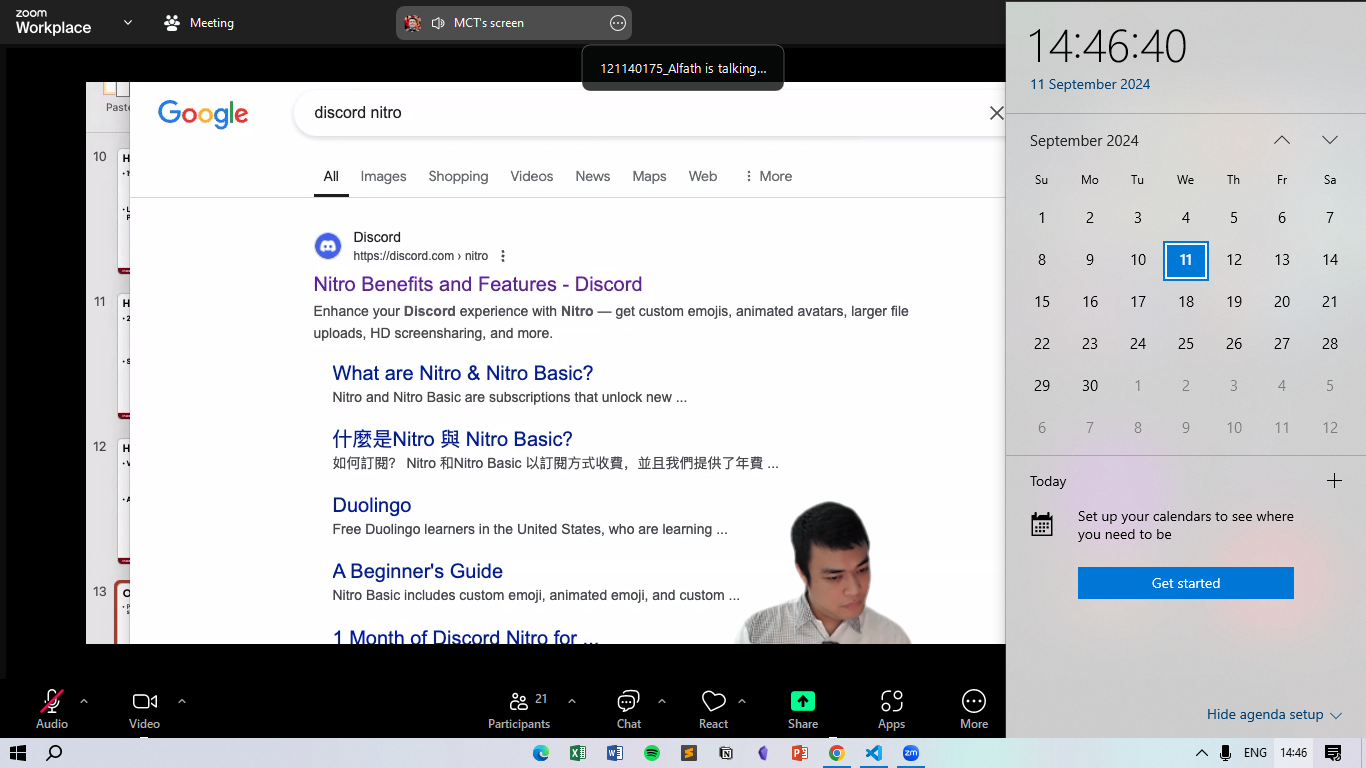 zoom
Workplace
Meeting
MCT's screen
121140175_Alfath is talking...
Paste
Google
discord nitro
All
Images
Shopping
Videos
News
Maps
Web
More
10
11
12
13
Discord
https://discord.com › nitro
Nitro Benefits and Features - Discord
Enhance your Discord experience with Nitro — get custom emojis, animated avatars, larger file
uploads, HD screensharing, and more.
What are Nitro & Nitro Basic?
Nitro and Nitro Basic are subscriptions that unlock new ...
什麼是Nitro 與 Nitro Basic?
如何訂閱？ Nitro 和Nitro Basic 以訂閱方式收費，並且我們提供了年費 ...
Duolingo
Free Duolingo learners in the United States, who are learning ...
A Beginner's Guide
Nitro Basic includes custom emoji, animated emoji, and custom ...
1 Month of Discord Nitro for ...
Audio
Video
Participants
21
Chat
React
Share
Apps
More
14:46:40
11 September 2024
September 2024
Su Mo Tu We Th Fr Sa
1 2 3 4 5 6 7
8 9 10 11 12 13 14
15 16 17 18 19 20 21
22 23 24 25 26 27 28
29 30 1 2 3 4 5
6 7 8 9 10 11 12
Today
Set up your calendars to see where
you need to be
Get started
Hide agenda setup
zm
ENG
14:46